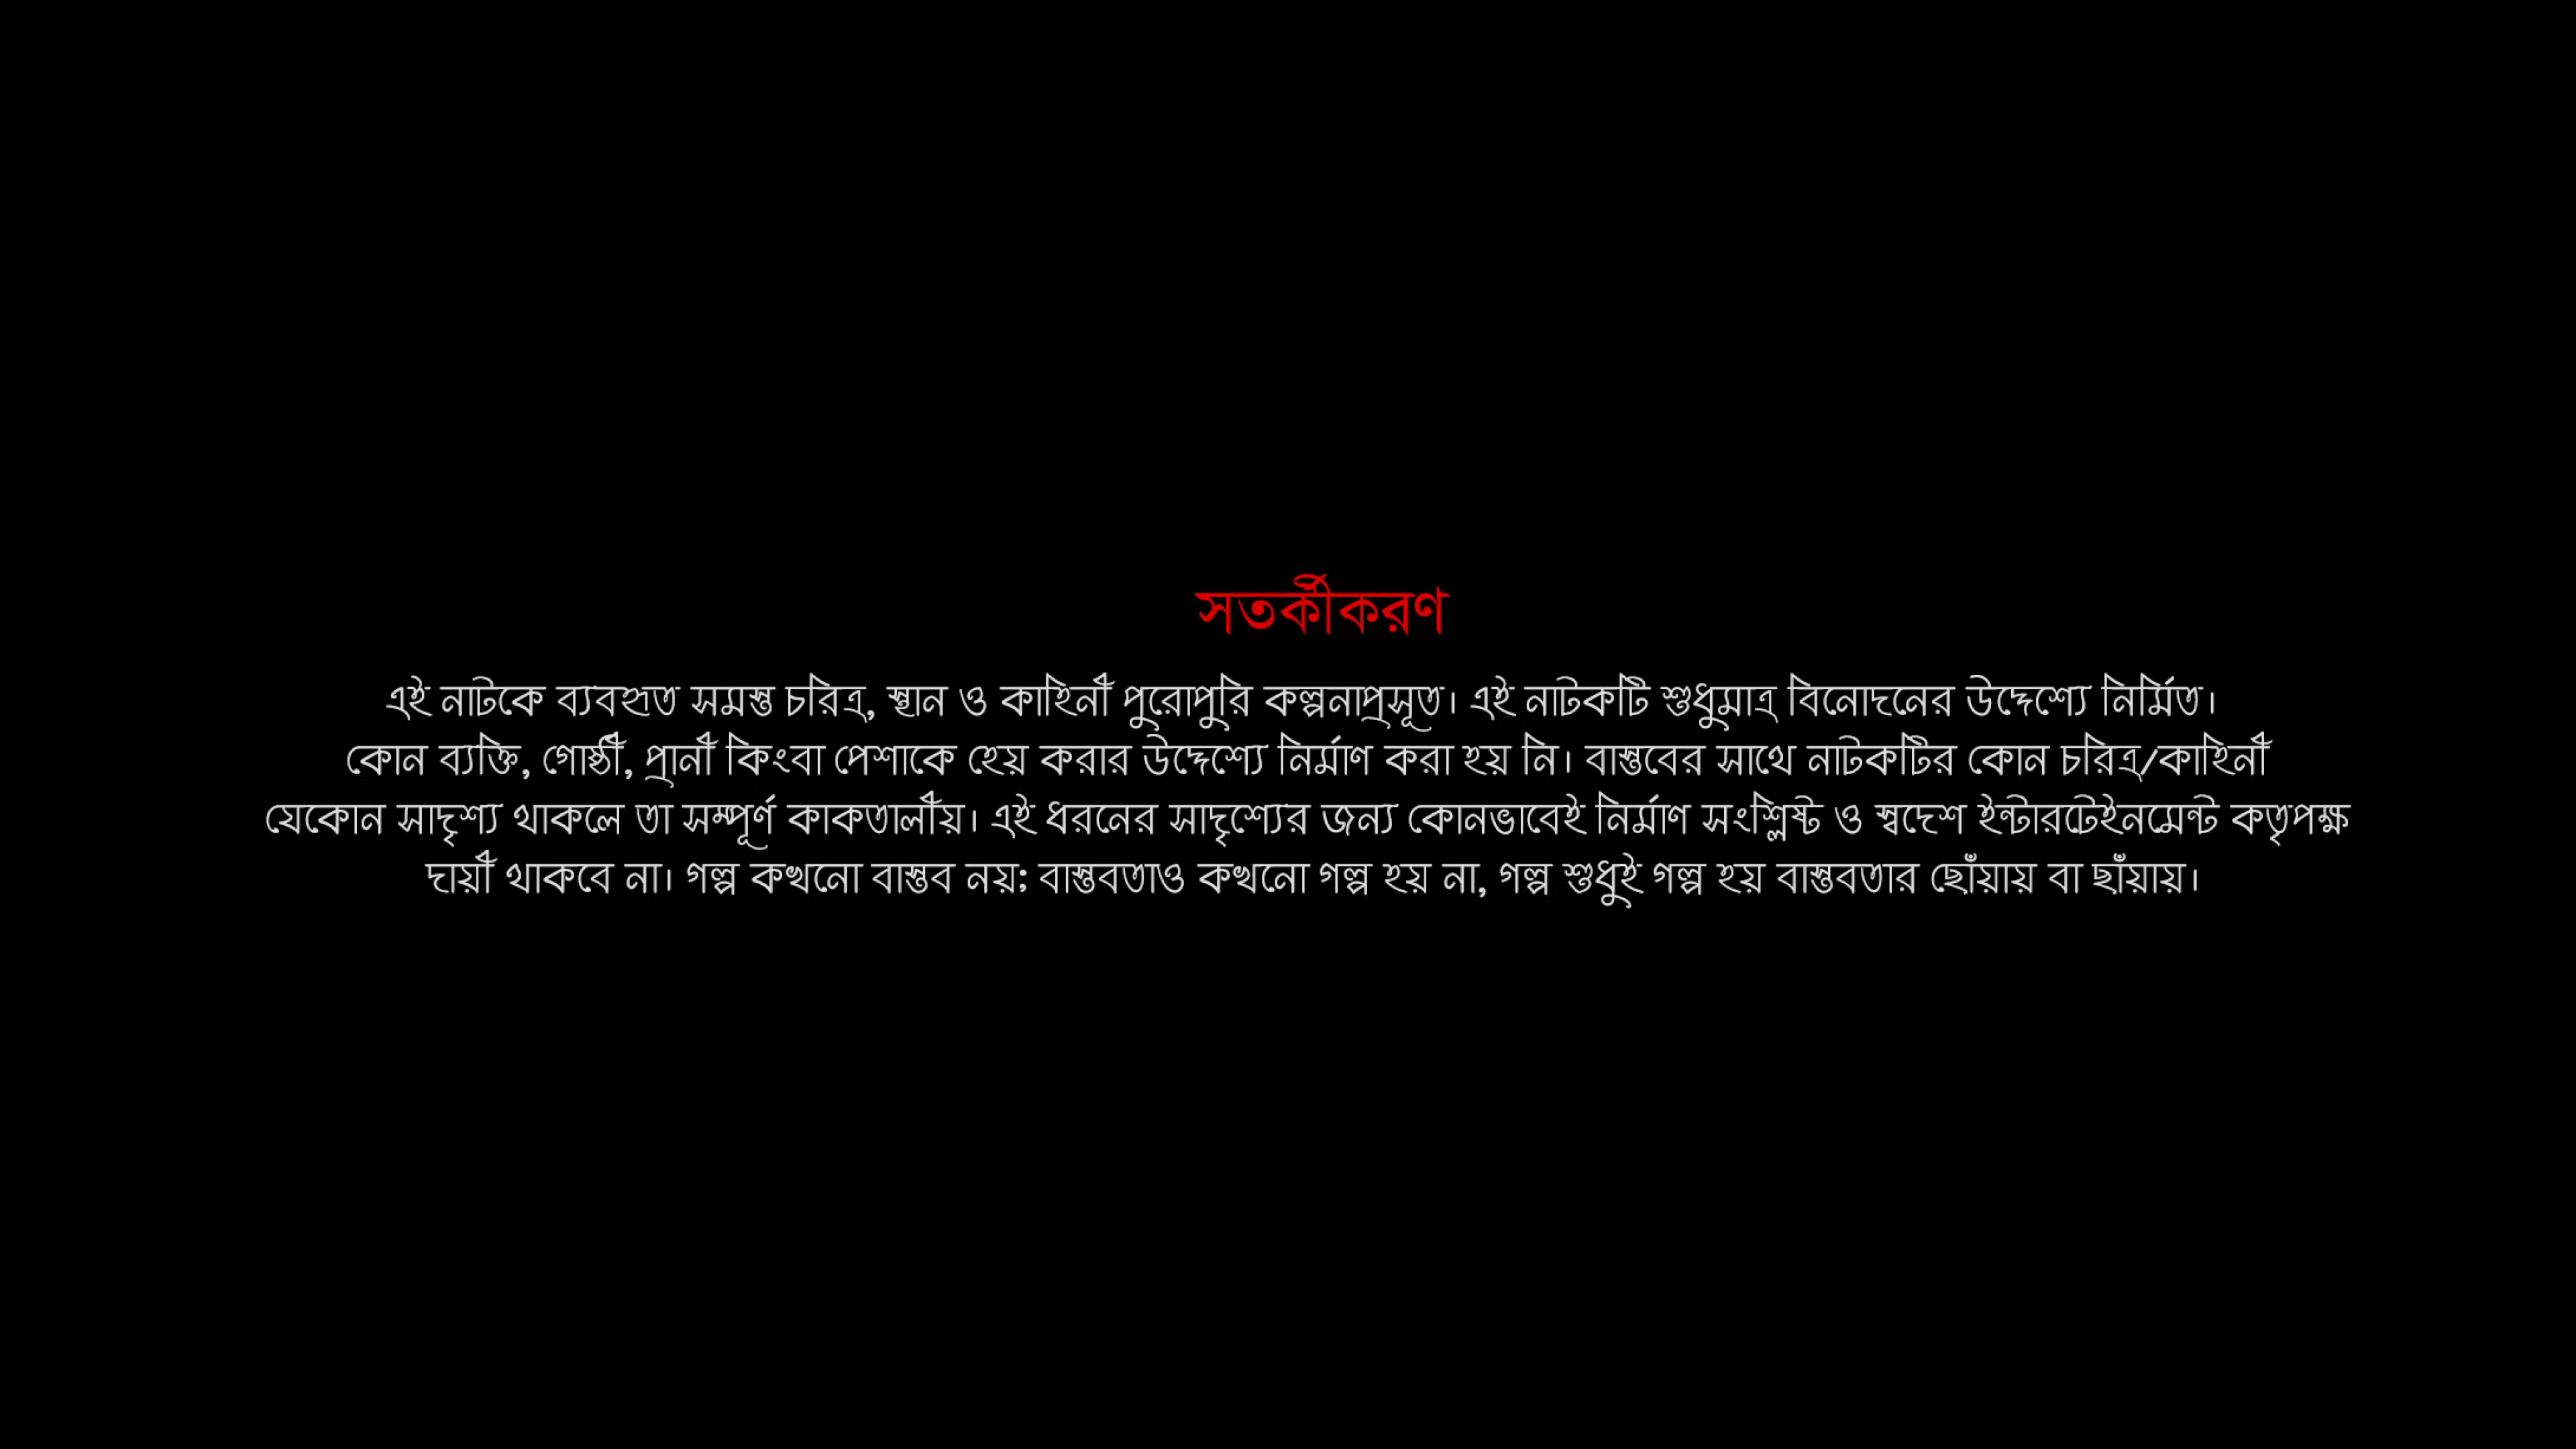 সতর্কীকরণ
এই নাটকে ব্যবহৃত সমস্ত চরিত্র, স্থান ও কাহিনী পুরোপুরি কল্পনাপ্রসূত। এই নাটকটি শুধুমাত্র বিনোদনের উদ্দেশ্যে নির্মিত।
কোন ব্যক্তি, গোষ্ঠী, প্রানী কিংবা পেশাকে হেয় করার উদ্দেশ্যে নির্মাণ করা হয় নি। বাস্তবের সাথে নাটকটির কোন চরিত্র/কাহিনী
যেকোন সাদৃশ্য থাকলে তা সম্পূর্ণ কাকতালীয়। এই ধরনের সাদৃশ্যের জন্য কোনভাবেই নির্মাণ সংশ্লিষ্ট ও স্বদেশ ইন্টারটেইনমেন্ট কতৃপক্ষ
দায়ী থাকবে না। গল্প কখনো বাস্তব নয়; বাস্তবতাও কখনো গল্প হয় না, গল্প শুধুই গল্প হয় বাস্তবতার ছোঁয়ায় বা ছাঁয়ায়।